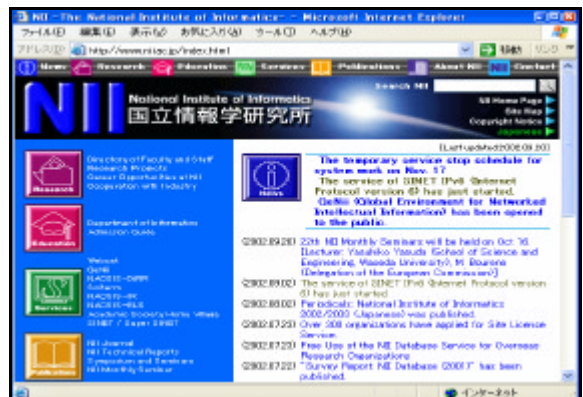 NII - The National Institute of Informatics - - Microsoft Internet Explorer
ファイル(F) 編集(E) 表示(V) お気に入り(A) ツール(T) ヘルプ(H)
アドレス(D) http://www.nii.ac.jp/index.html 移動 リンク
News Research Education Services Publications About NII Contact
Search NII
NII
National Institute of Informatics
国立情報学研究所
NII Home Page
Site Map
Copyright Notice
Japanese
[Last updated 2002.09.20]
Research
Directory of Faculty and Staff
Research Projects
Career Opportunities at NII
Cooperation with Industry
Education
Department of Informatics
Admission Guide
Services
Webcat
GeNii
NACSIS-DiRR
NACSIS-IR
NACSIS-ELS
Academic Society Home Village
SINET / Super SINET
Publications
NII Journal
NII Technical Reports
Symposium and Seminars
NII Monthly Seminar
News
The temporary service stop schedule for
system work on Nov. 17
The service of SINET IPv6 (Internet
Protocol version 6) has just started.
GeNii (Global Environment for Networked
Intellectual Information) has been opened
to the public.
22th NII Monthly Seminars will be held on Oct 16.
[Lecturer: Yasuhiko Yasuda (School of Science and
Engineering, Waseda University), M. Bourene
(Delegation of the European Commission)]
(2002.09.02) The service of SINET IPv6 (Internet Protocol version
6) has just started
(2002.08.02) Periodicals: National Institute of Informatics
2002/2003 (Japanese) was published.
(2002.07.23) Over 300 organizations have applied for Site License
Service.
(2002.07.23) Free Use of the NII Database Service for Overseas
Research Organizations
(2002.07.22) "Survey Report NII Database (2001)" has been
published.
インターネット